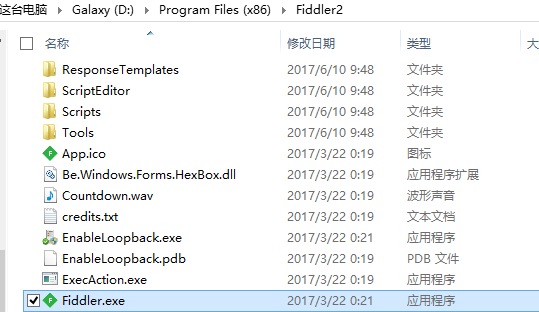 这台电脑 › Galaxy (D:) › Program Files (x86) › Fiddler2
名称 修改日期 类型 大
ResponseTemplates 2017/6/10 9:48 文件夹
ScriptEditor 2017/6/10 9:48 文件夹
Scripts 2017/6/10 9:48 文件夹
Tools 2017/6/10 9:48 文件夹
App.ico 2017/3/22 0:19 图标
Be.Windows.Forms.HexBox.dll 2017/3/22 0:19 应用程序扩展
Countdown.wav 2017/3/22 0:19 波形声音
credits.txt 2017/3/22 0:19 文本文档
EnableLoopback.exe 2017/3/22 0:21 应用程序
EnableLoopback.pdb 2017/3/22 0:19 PDB 文件
ExecAction.exe 2017/3/22 0:19 应用程序
Fiddler.exe 2017/3/22 0:21 应用程序